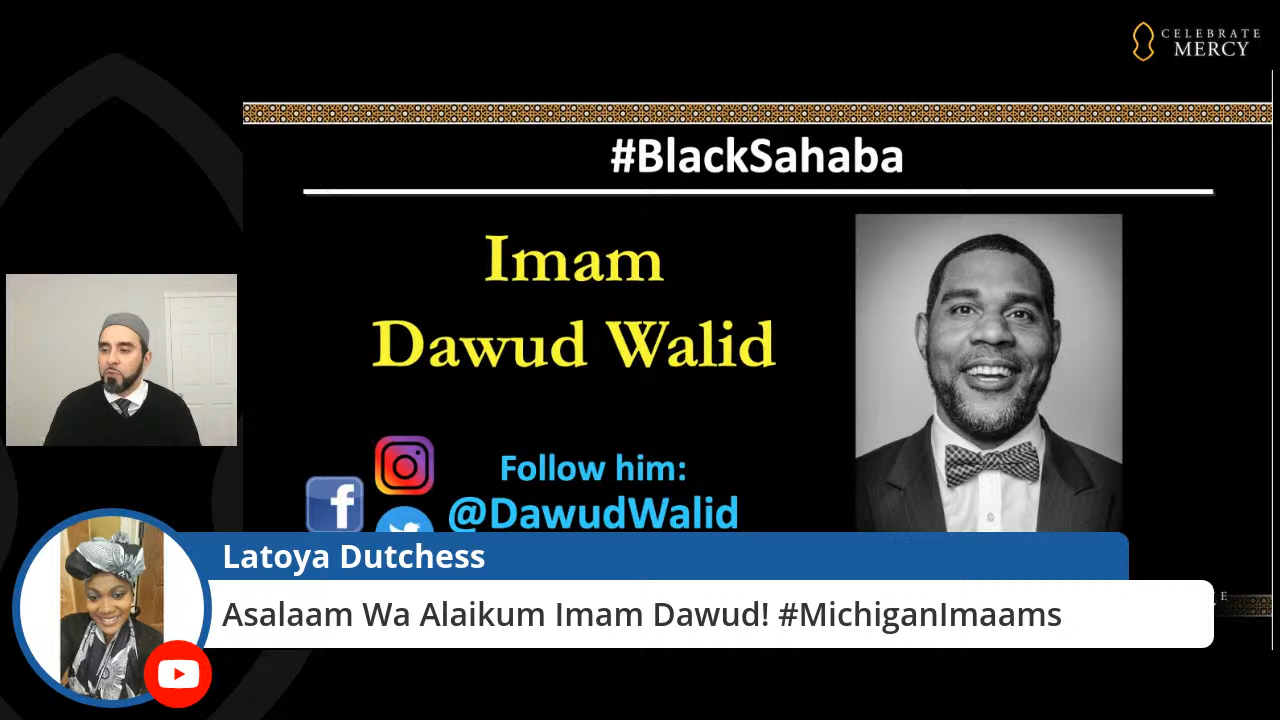 CELEBRATE
MERCY
#BlackSahaba
Imam
Dawud Walid
Follow him:
@DawudWalid
Latoya Dutchess
Asalaam Wa Alaikum Imam Dawud! #MichiganImaams